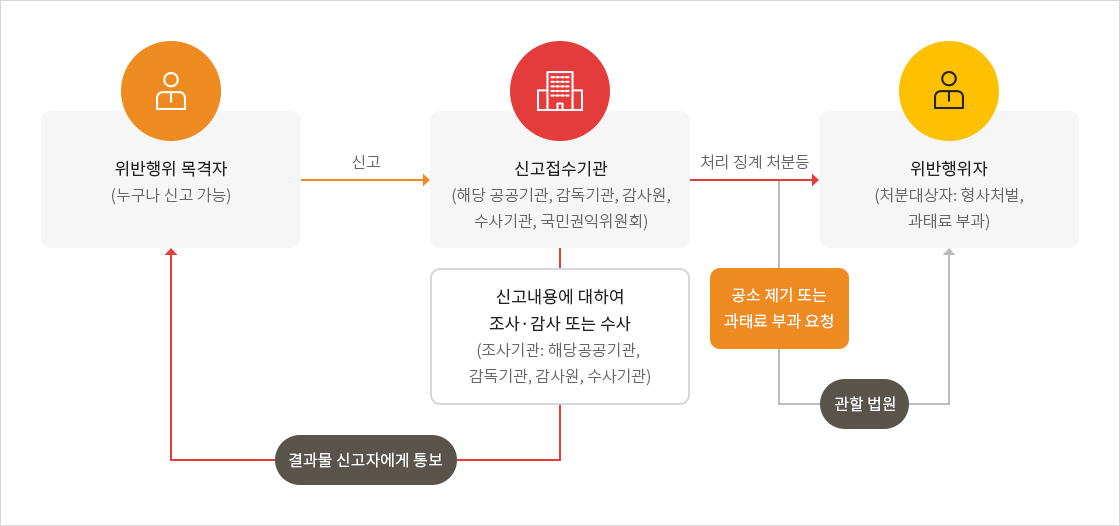 위반행위 목격자
(누구나 신고 가능)
신고
신고접수기관
(해당 공공기관, 감독기관, 감사원,
수사기관, 국민권익위원회)
처리 징계 처분등
위반행위자
(처분대상자: 형사처벌,
과태료 부과)
신고내용에 대하여
조사·감사 또는 수사
(조사기관: 해당공공기관,
감독기관, 감사원, 수사기관)
공소 제기 또는
과태료 부과 요청
관할 법원
결과물 신고자에게 통보